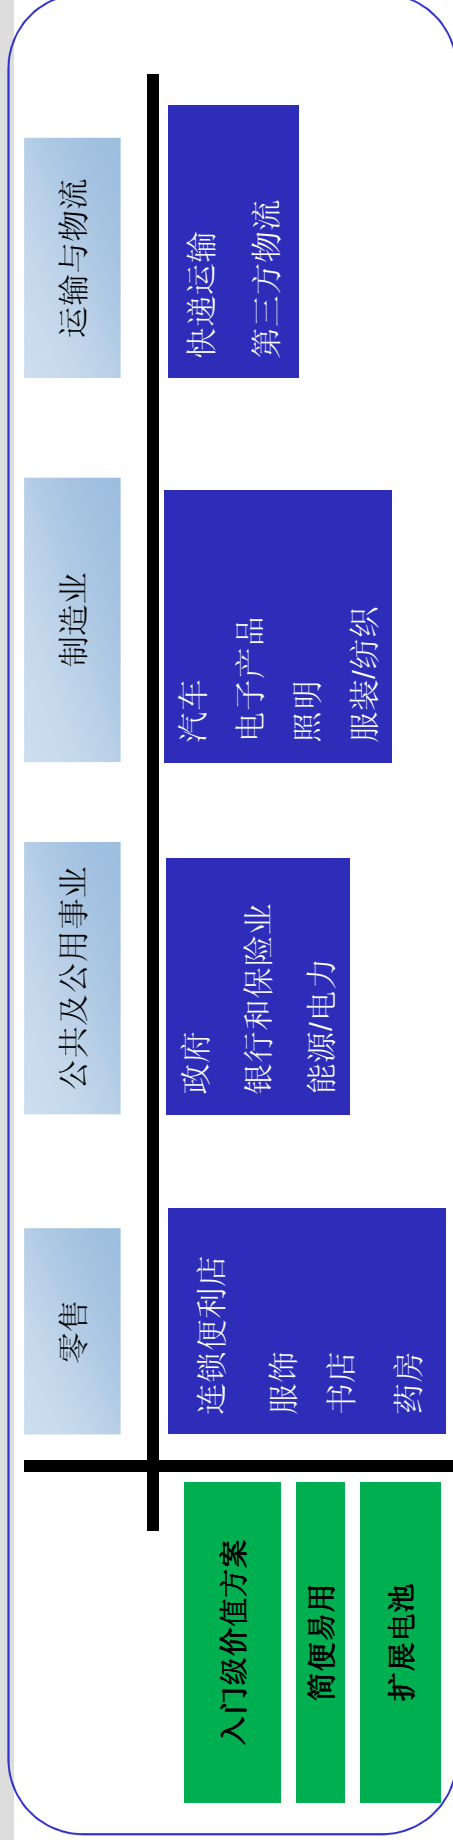 零售
公共及公用事业
制造业
运输与物流
入门级价值方案
简便易用
扩展电池
连锁便利店
服饰
书店
药房
政府
银行和保险业
能源/电力
汽车
电子产品
照明
服装/纺织
快递运输
第三方物流